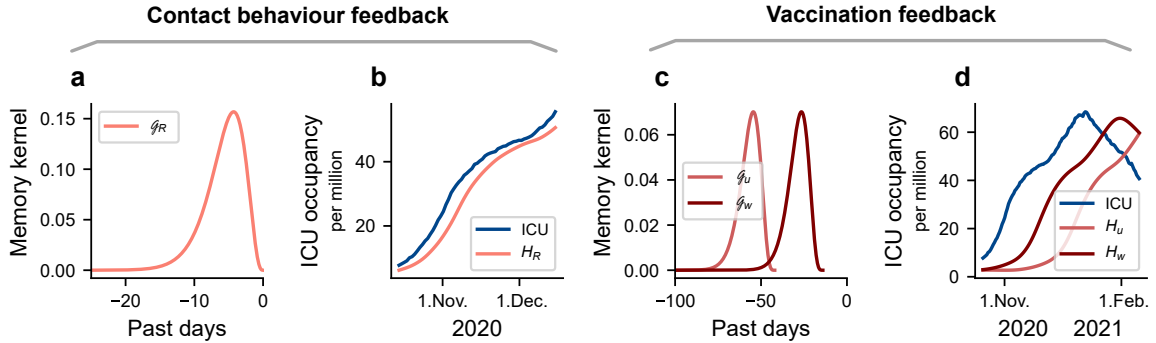 Contact behaviour feedback
Vaccination feedback
a
Memory kernel
0.15
0.10
0.05
0.00
𝓰R
−20
−10
0
Past days
b
ICU occupancy
per million
40
20
ICU
HR
1.Nov.
1.Dec.
2020
c
Memory kernel
0.06
0.04
0.02
0.00
𝓰u
𝓰w
−100
−50
0
Past days
d
ICU occupancy
per million
60
40
20
0
ICU
Hu
Hw
1.Nov.
1.Feb.
2020
2021